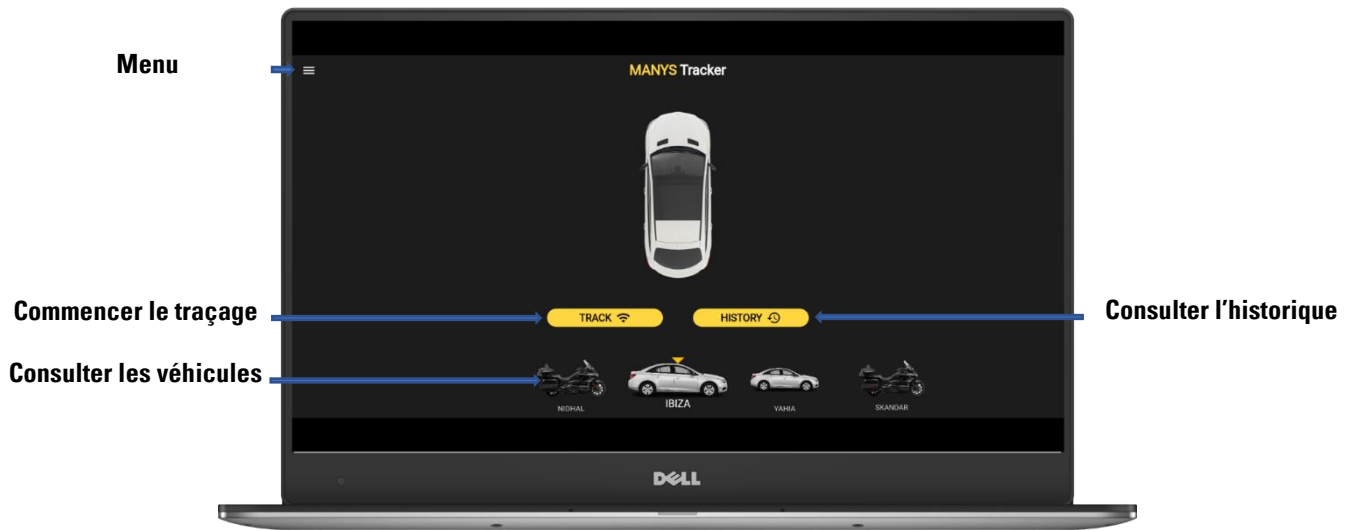 Menu
MANYS Tracker
Commencer le traçage
TRACK
HISTORY
Consulter l'historique
Consulter les véhicules
NIDHAL
IBIZA
YAHIA
SKANDAR
DELL